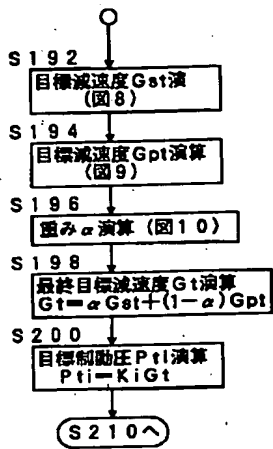 S192
目標減速度Gst演
(図8)
S194
目標減速度Gpt演算
(図9)
S196
重みα演算(図10)
S198
最終目標減速度Gt演算
Gt=αGst+(1-α)Gpt
S200
目標制動圧Pti演算
Pti=KiGt
S210へ